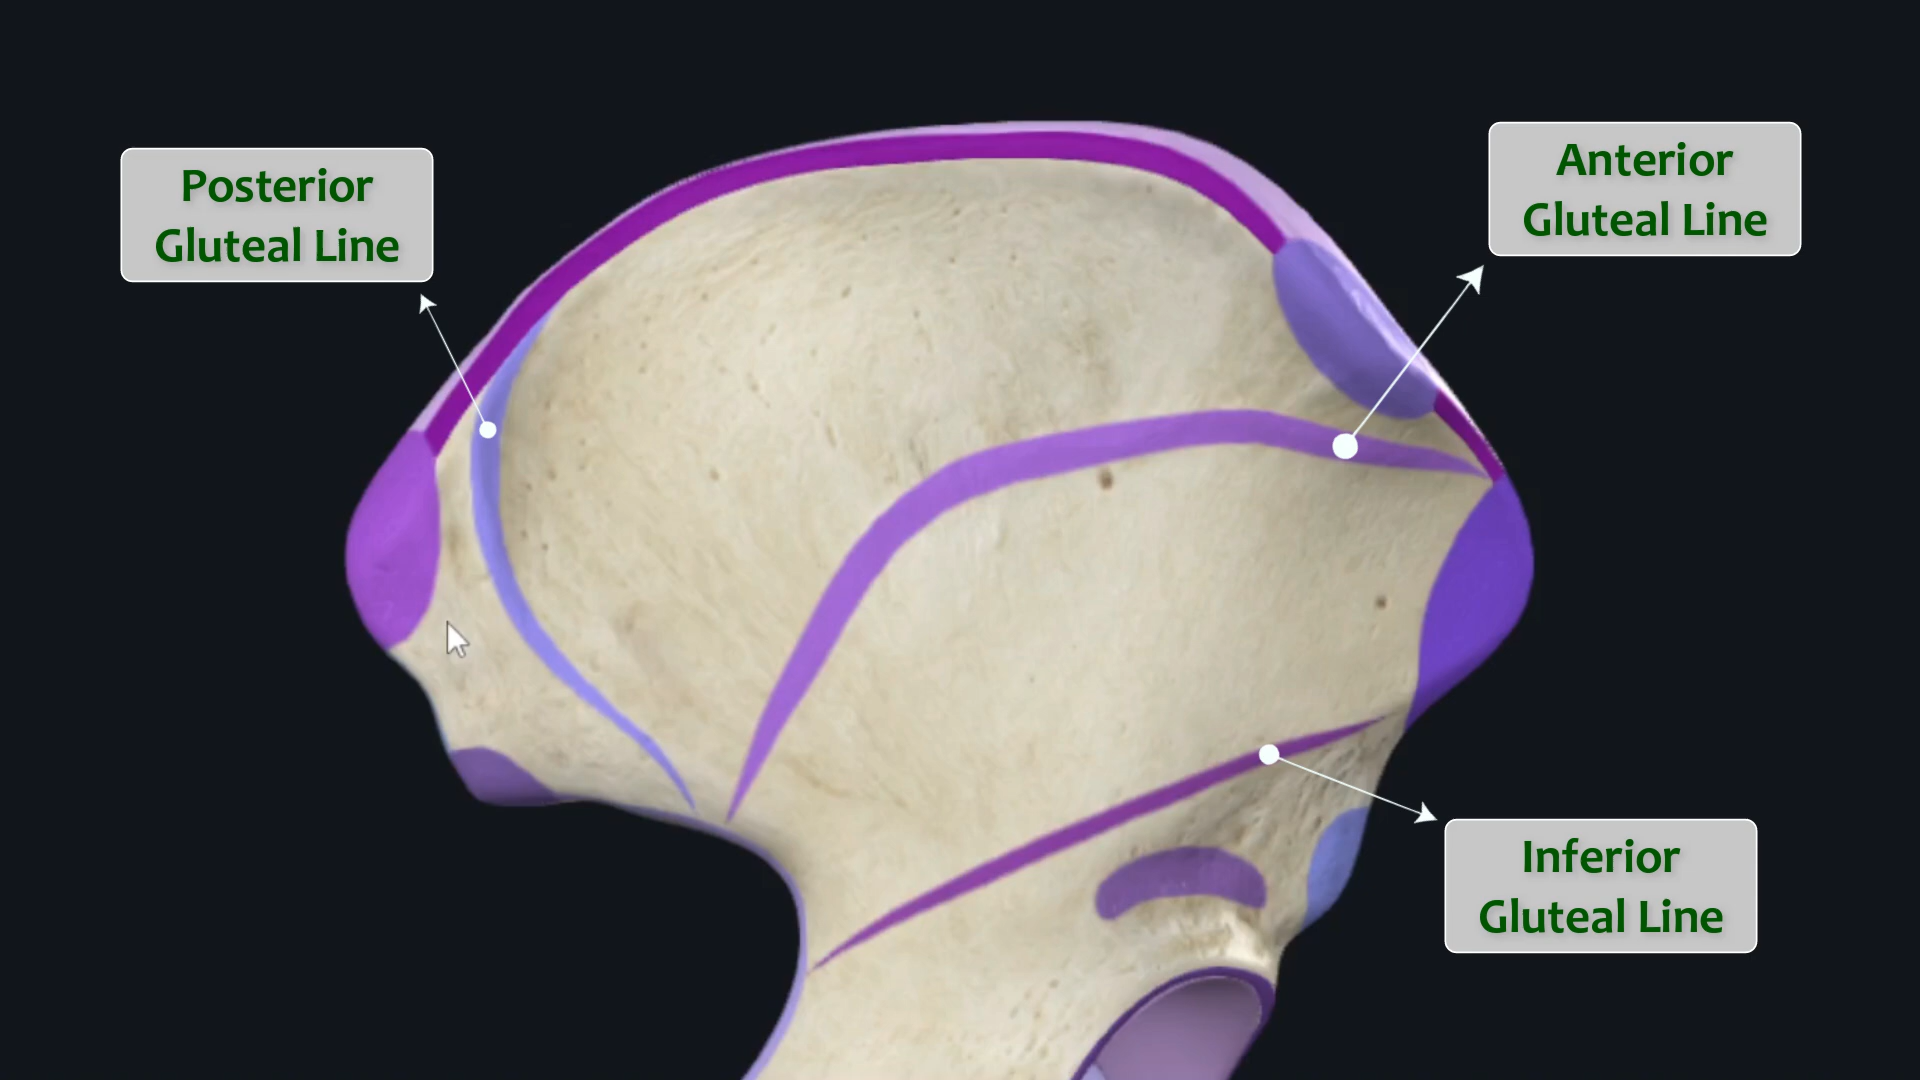 Posterior
Gluteal Line
Anterior
Gluteal Line
Inferior
Gluteal Line